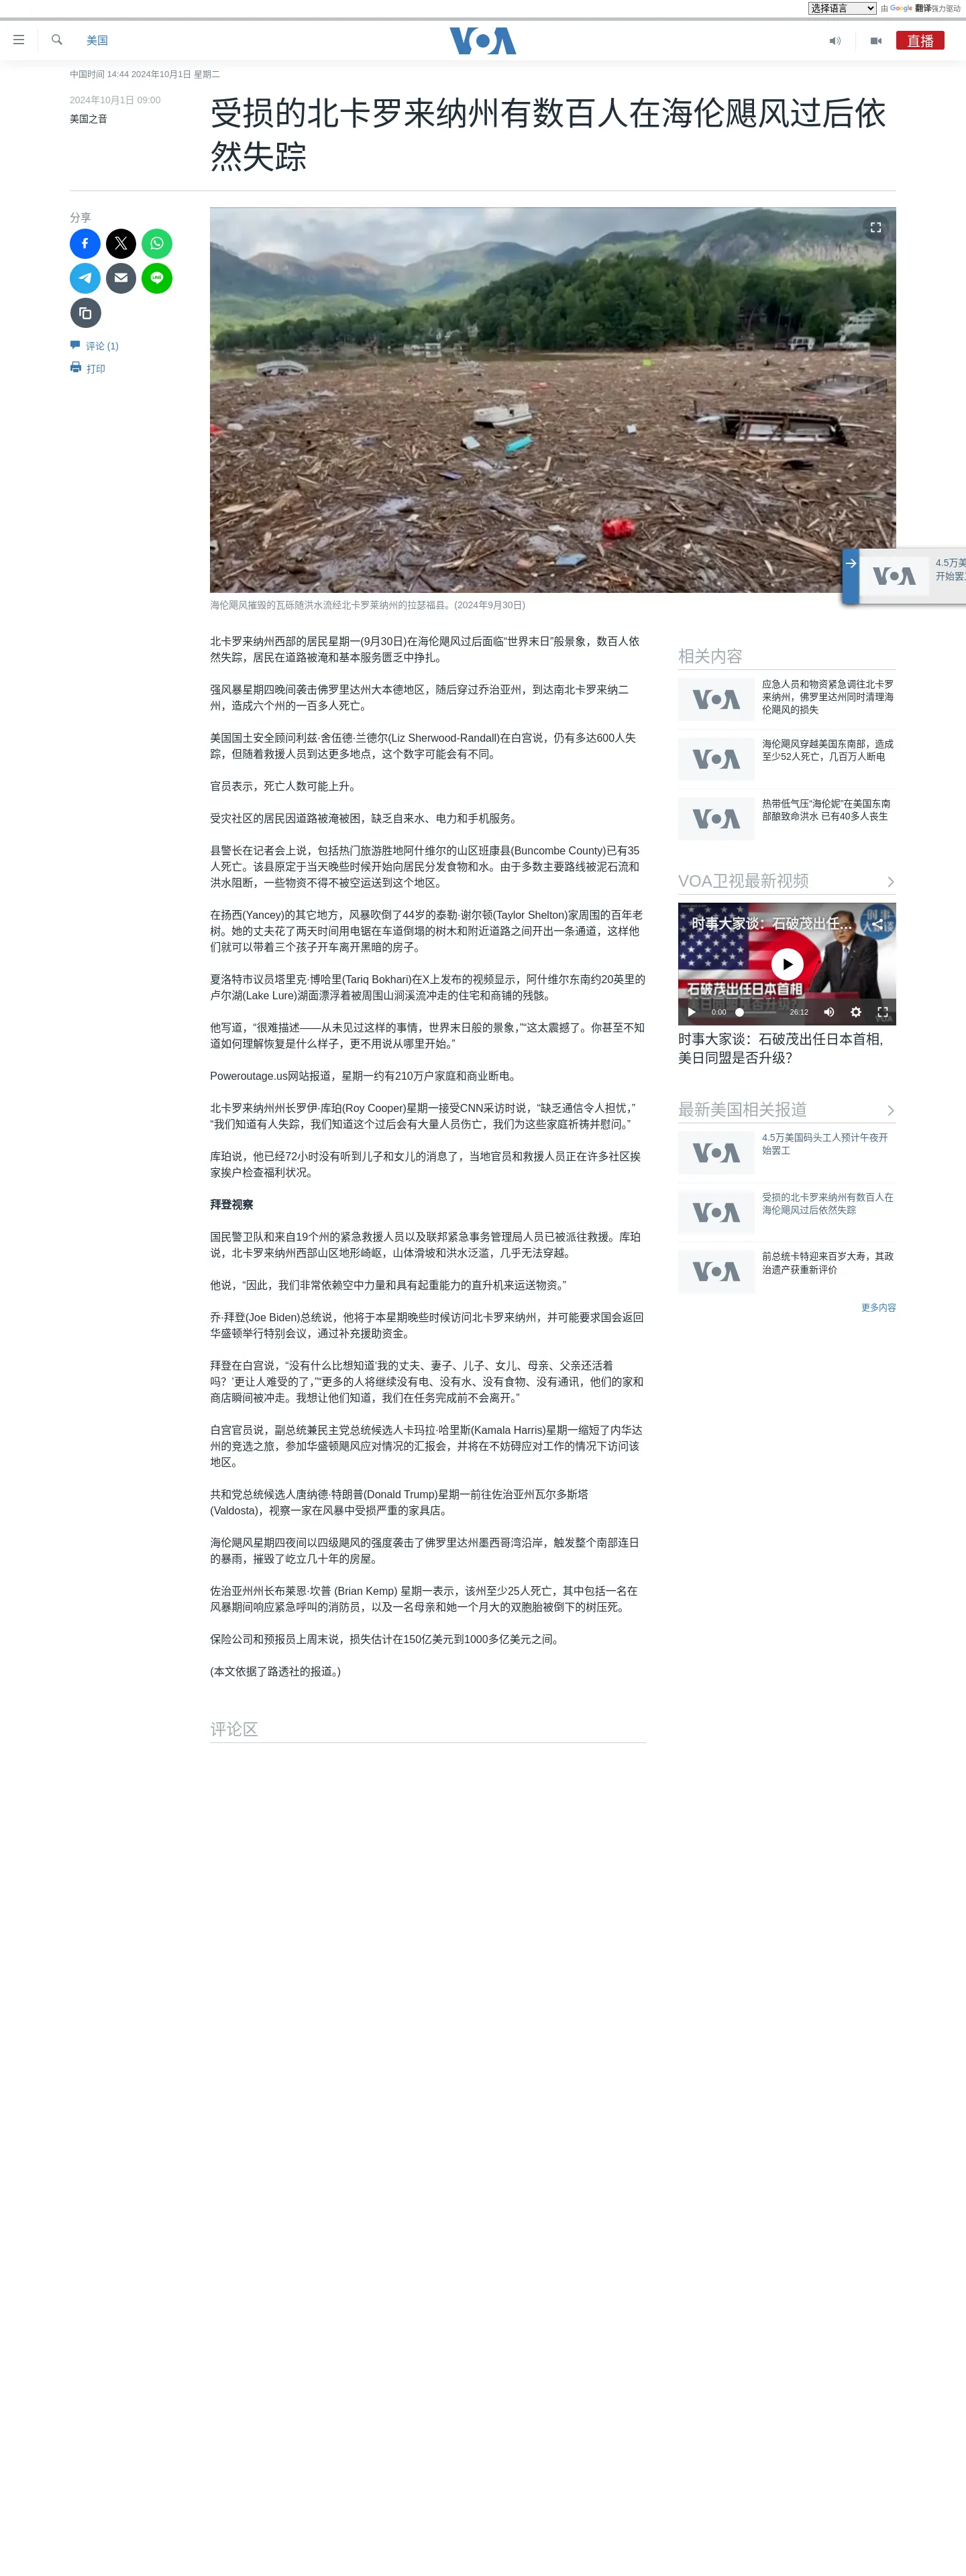 选择语言 由 Google 翻译强力驱动
美国
VOA
直播
中国时间 14:44 2024年10月1日 星期二
2024年10月1日 09:00
美国之音
受损的北卡罗来纳州有数百人在海伦飓风过后依
然失踪
分享
LINE
评论 (1)
打印
海伦飓风摧毁的瓦砾随洪水流经北卡罗莱纳州的拉瑟福县。(2024年9月30日)
VOA
4.5万美
开始罢工
北卡罗来纳州西部的居民星期一(9月30日)在海伦飓风过后面临“世界末日”般景象，数百人依
然失踪，居民在道路被淹和基本服务匮乏中挣扎。
强风暴星期四晚间袭击佛罗里达州大本德地区，随后穿过乔治亚州，到达南北卡罗来纳二
州，造成六个州的一百多人死亡。
美国国土安全顾问利兹·舍伍德·兰德尔(Liz Sherwood-Randall)在白宫说，仍有多达600人失
踪，但随着救援人员到达更多地点，这个数字可能会有不同。
官员表示，死亡人数可能上升。
受灾社区的居民因道路被淹被困，缺乏自来水、电力和手机服务。
县警长在记者会上说，包括热门旅游胜地阿什维尔的山区班康县(Buncombe County)已有35
人死亡。该县原定于当天晚些时候开始向居民分发食物和水。由于多数主要路线被泥石流和
洪水阻断，一些物资不得不被空运送到这个地区。
在扬西(Yancey)的其它地方，风暴吹倒了44岁的泰勒·谢尔顿(Taylor Shelton)家周围的百年老
树。她的丈夫花了两天时间用电锯在车道倒塌的树木和附近道路之间开出一条通道，这样他
们就可以带着三个孩子开车离开黑暗的房子。
夏洛特市议员塔里克·博哈里(Tariq Bokhari)在X上发布的视频显示，阿什维尔东南约20英里的
卢尔湖(Lake Lure)湖面漂浮着被周围山涧溪流冲走的住宅和商铺的残骸。
他写道，“很难描述——从未见过这样的事情，世界末日般的景象，”“这太震撼了。你甚至不知
道如何理解恢复是什么样子，更不用说从哪里开始。”
Poweroutage.us网站报道，星期一约有210万户家庭和商业断电。
北卡罗来纳州州长罗伊·库珀(Roy Cooper)星期一接受CNN采访时说，“缺乏通信令人担忧，”
“我们知道有人失踪，我们知道这个过后会有大量人员伤亡，我们为这些家庭祈祷并慰问。”
库珀说，他已经72小时没有听到儿子和女儿的消息了，当地官员和救援人员正在许多社区挨
家挨户检查福利状况。
拜登视察
国民警卫队和来自19个州的紧急救援人员以及联邦紧急事务管理局人员已被派往救援。库珀
说，北卡罗来纳州西部山区地形崎岖，山体滑坡和洪水泛滥，几乎无法穿越。
他说，“因此，我们非常依赖空中力量和具有起重能力的直升机来运送物资。”
乔·拜登(Joe Biden)总统说，他将于本星期晚些时候访问北卡罗来纳州，并可能要求国会返回
华盛顿举行特别会议，通过补充援助资金。
拜登在白宫说，“没有什么比想知道‘我的丈夫、妻子、儿子、女儿、母亲、父亲还活着
吗？’更让人难受的了，”“更多的人将继续没有电、没有水、没有食物、没有通讯，他们的家和
商店瞬间被冲走。我想让他们知道，我们在任务完成前不会离开。”
白宫官员说，副总统兼民主党总统候选人卡玛拉·哈里斯(Kamala Harris)星期一缩短了内华达
州的竞选之旅，参加华盛顿飓风应对情况的汇报会，并将在不妨碍应对工作的情况下访问该
地区。
共和党总统候选人唐纳德·特朗普(Donald Trump)星期一前往佐治亚州瓦尔多斯塔
(Valdosta)，视察一家在风暴中受损严重的家具店。
海伦飓风星期四夜间以四级飓风的强度袭击了佛罗里达州墨西哥湾沿岸，触发整个南部连日
的暴雨，摧毁了屹立几十年的房屋。
佐治亚州州长布莱恩·坎普 (Brian Kemp) 星期一表示，该州至少25人死亡，其中包括一名在
风暴期间响应紧急呼叫的消防员，以及一名母亲和她一个月大的双胞胎被倒下的树压死。
保险公司和预报员上周末说，损失估计在150亿美元到1000多亿美元之间。
(本文依据了路透社的报道。)
评论区
相关内容
VOA
应急人员和物资紧急调往北卡罗
来纳州，佛罗里达州同时清理海
伦飓风的损失
VOA
海伦飓风穿越美国东南部，造成
至少52人死亡，几百万人断电
VOA
热带低气压“海伦妮”在美国东南
部酿致命洪水 已有40多人丧生
VOA卫视最新视频
时事大家谈：石破茂出任…
时事
大家谈
石破茂出任日本首相
美日同盟是否升级？
VOA
0:00
26:12
时事大家谈：石破茂出任日本首相，
美日同盟是否升级？
最新美国相关报道
VOA
4.5万美国码头工人预计午夜开
始罢工
VOA
受损的北卡罗来纳州有数百人在
海伦飓风过后依然失踪
VOA
前总统卡特迎来百岁大寿，其政
治遗产获重新评价
更多内容